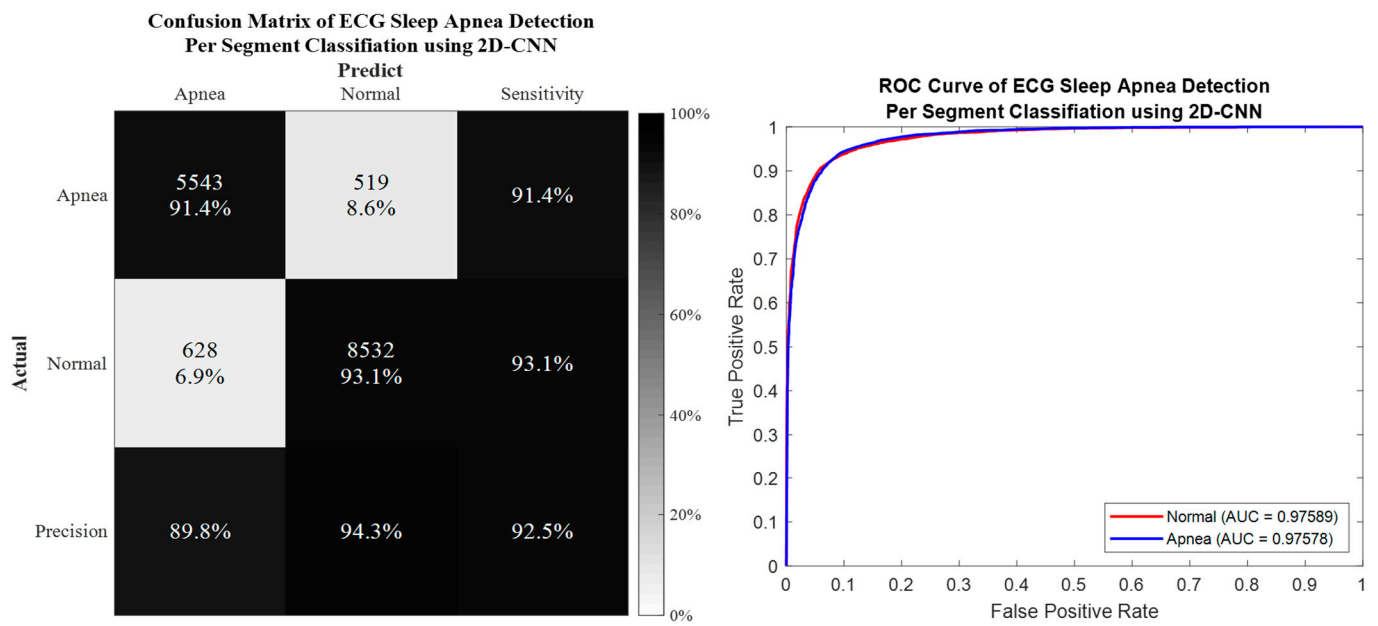 Confusion Matrix of ECG Sleep Apnea Detection
Per Segment Classifiation using 2D-CNN
Predict
Apnea Normal Sensitivity
Actual
Apnea
5543 519
91.4% 8.6% 91.4%
Normal
628 8532
6.9% 93.1% 93.1%
Precision 89.8% 94.3% 92.5%
100%
80%
60%
40%
20%
0%
ROC Curve of ECG Sleep Apnea Detection
Per Segment Classifiation using 2D-CNN
True Positive Rate
1
0.9
0.8
0.7
0.6
0.5
0.4
0.3
0.2
0.1
0
Normal (AUC = 0.97589)
Apnea (AUC = 0.97578)
0 0.1 0.2 0.3 0.4 0.5 0.6 0.7 0.8 0.9 1
False Positive Rate